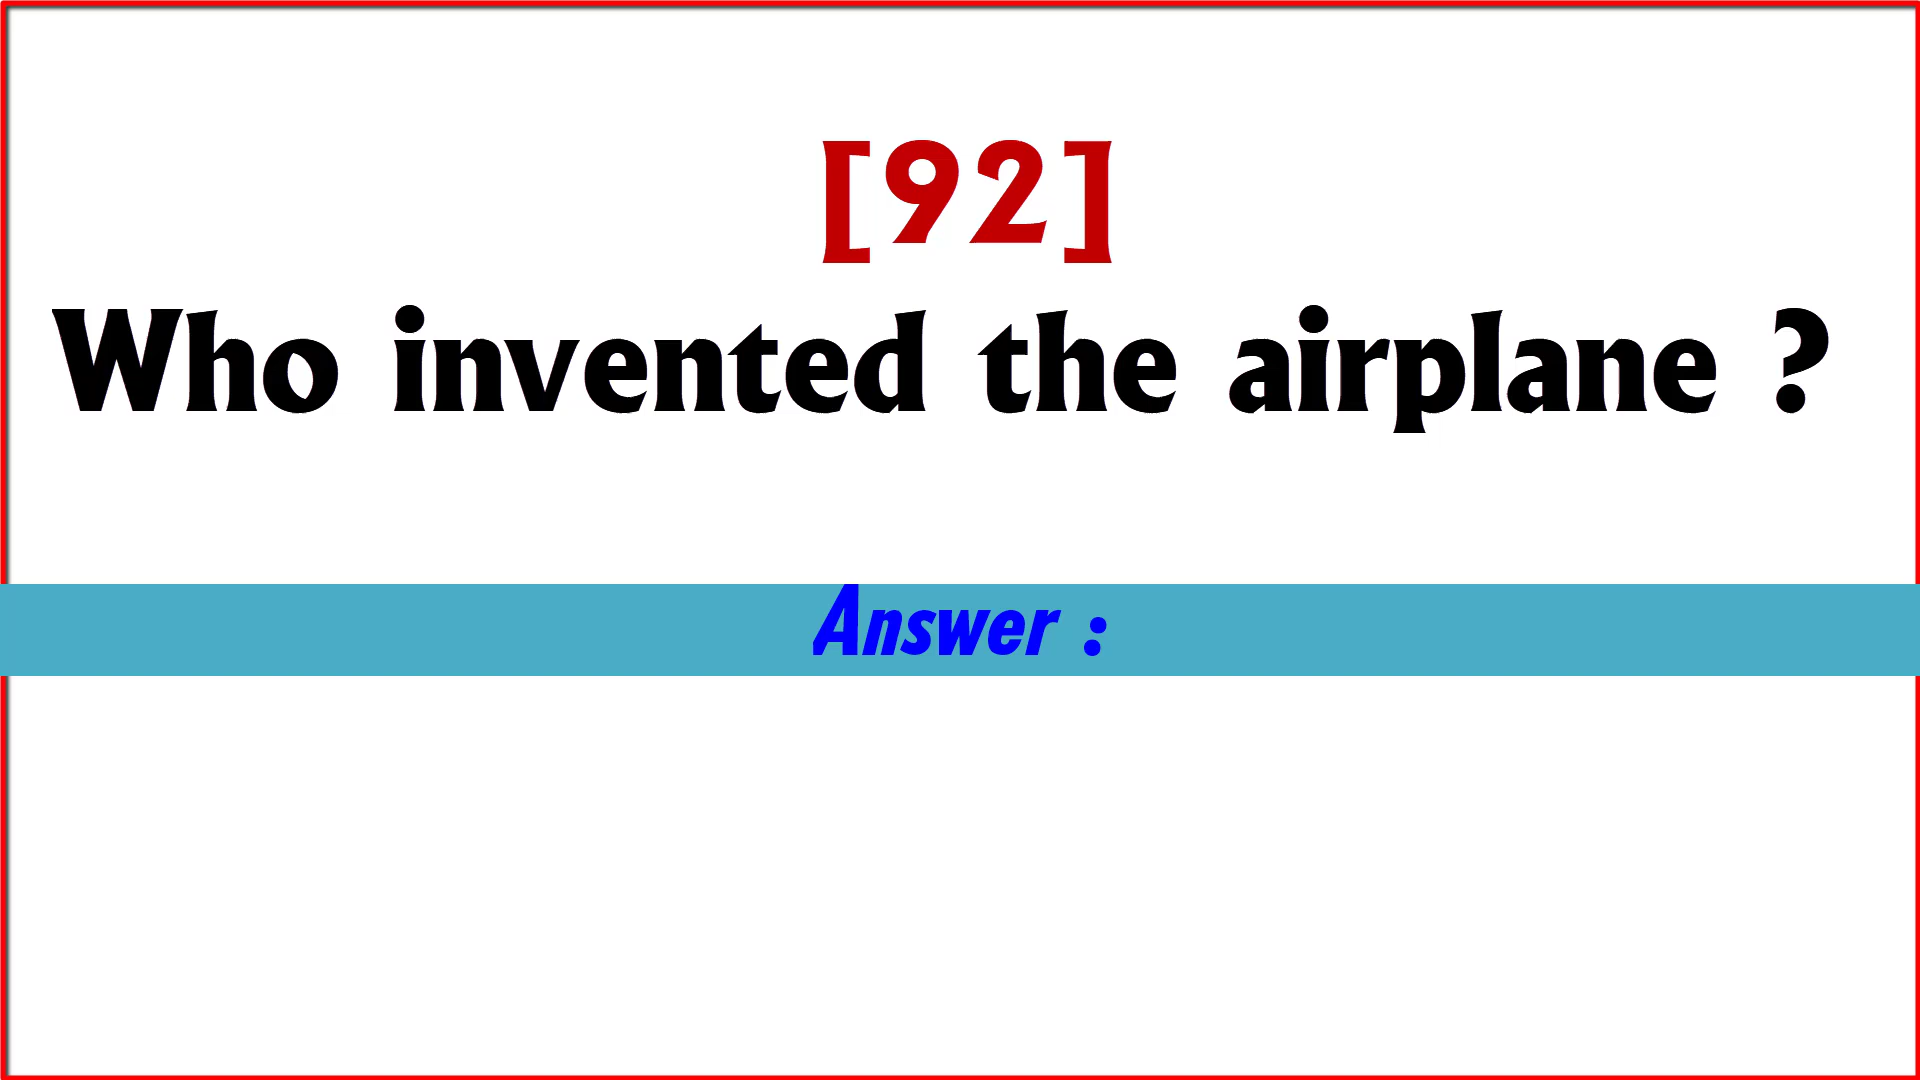 [92]
Who invented the airplane ?
Answer :